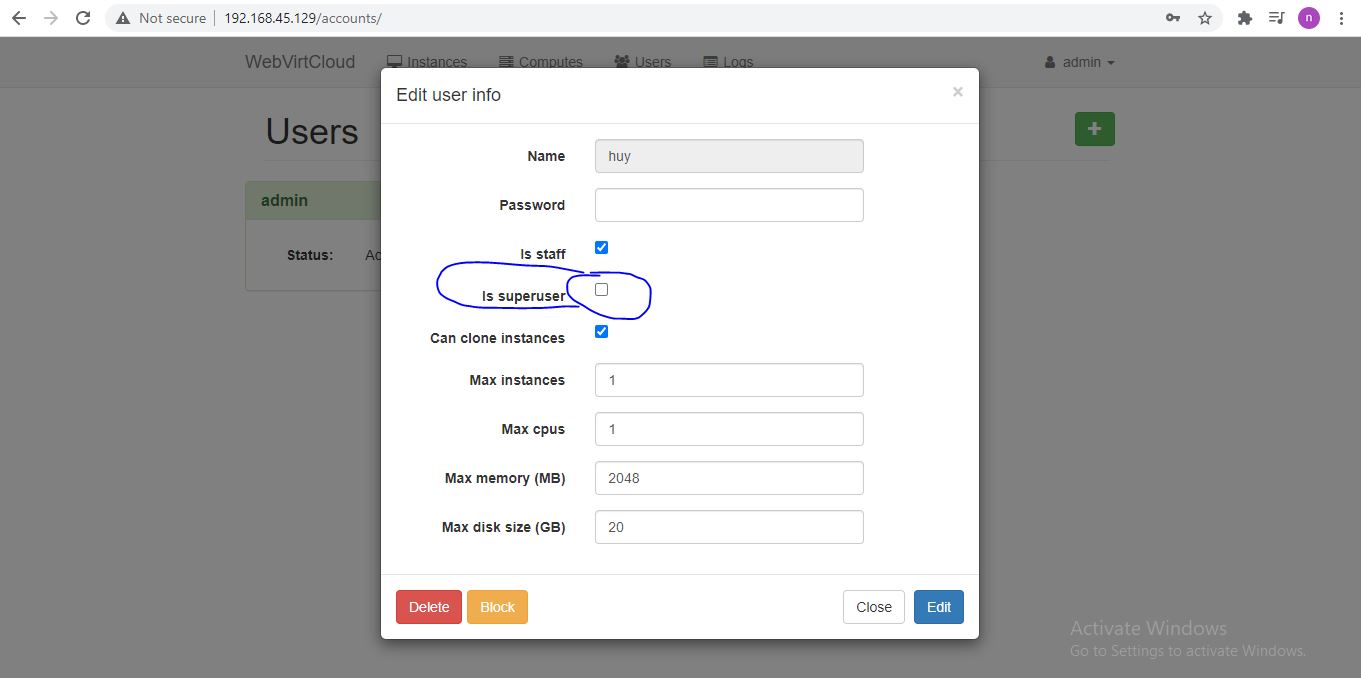 Not secure 192.168.45.129/accounts/
n
WebVirtCloud Instances Computes Users Logs admin
Edit user info ×
Users
+
Name huy
Password
admin
Is staff
Status: Ac
Is superuser
Can clone instances
Max instances 1
Max cpus 1
Max memory (MB) 2048
Max disk size (GB) 20
Delete Block Close Edit
Activate Windows
Go to Settings to activate Windows.